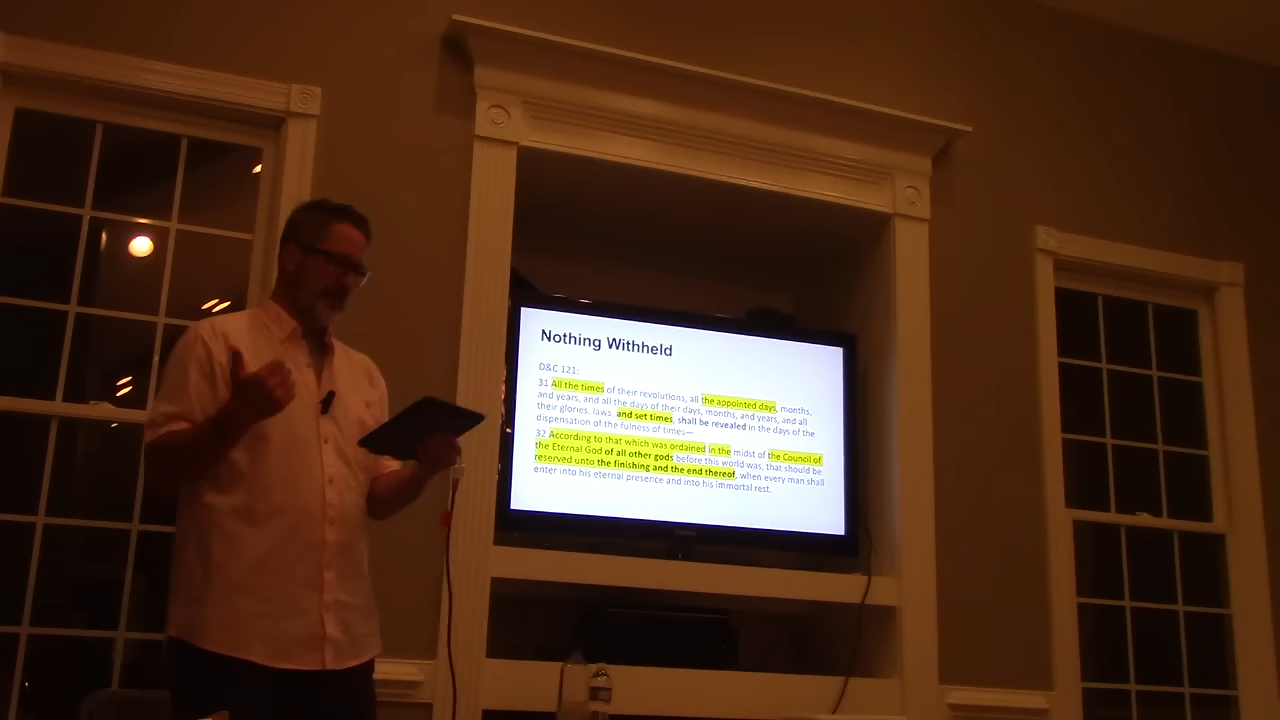 Nothing Withheld
D&C 121:
31 All the times of their revolutions, all the appointed days, months,
and years, and all the days of their days, months, and years, and all
their glories, laws, and set times, shall be revealed in the days of the
dispensation of the fulness of times—
32 According to that which was ordained in the midst of the Council of
the Eternal God of all other gods before this world was, that should be
reserved unto the finishing and the end thereof, when every man shall
enter into his eternal presence and into his immortal rest.